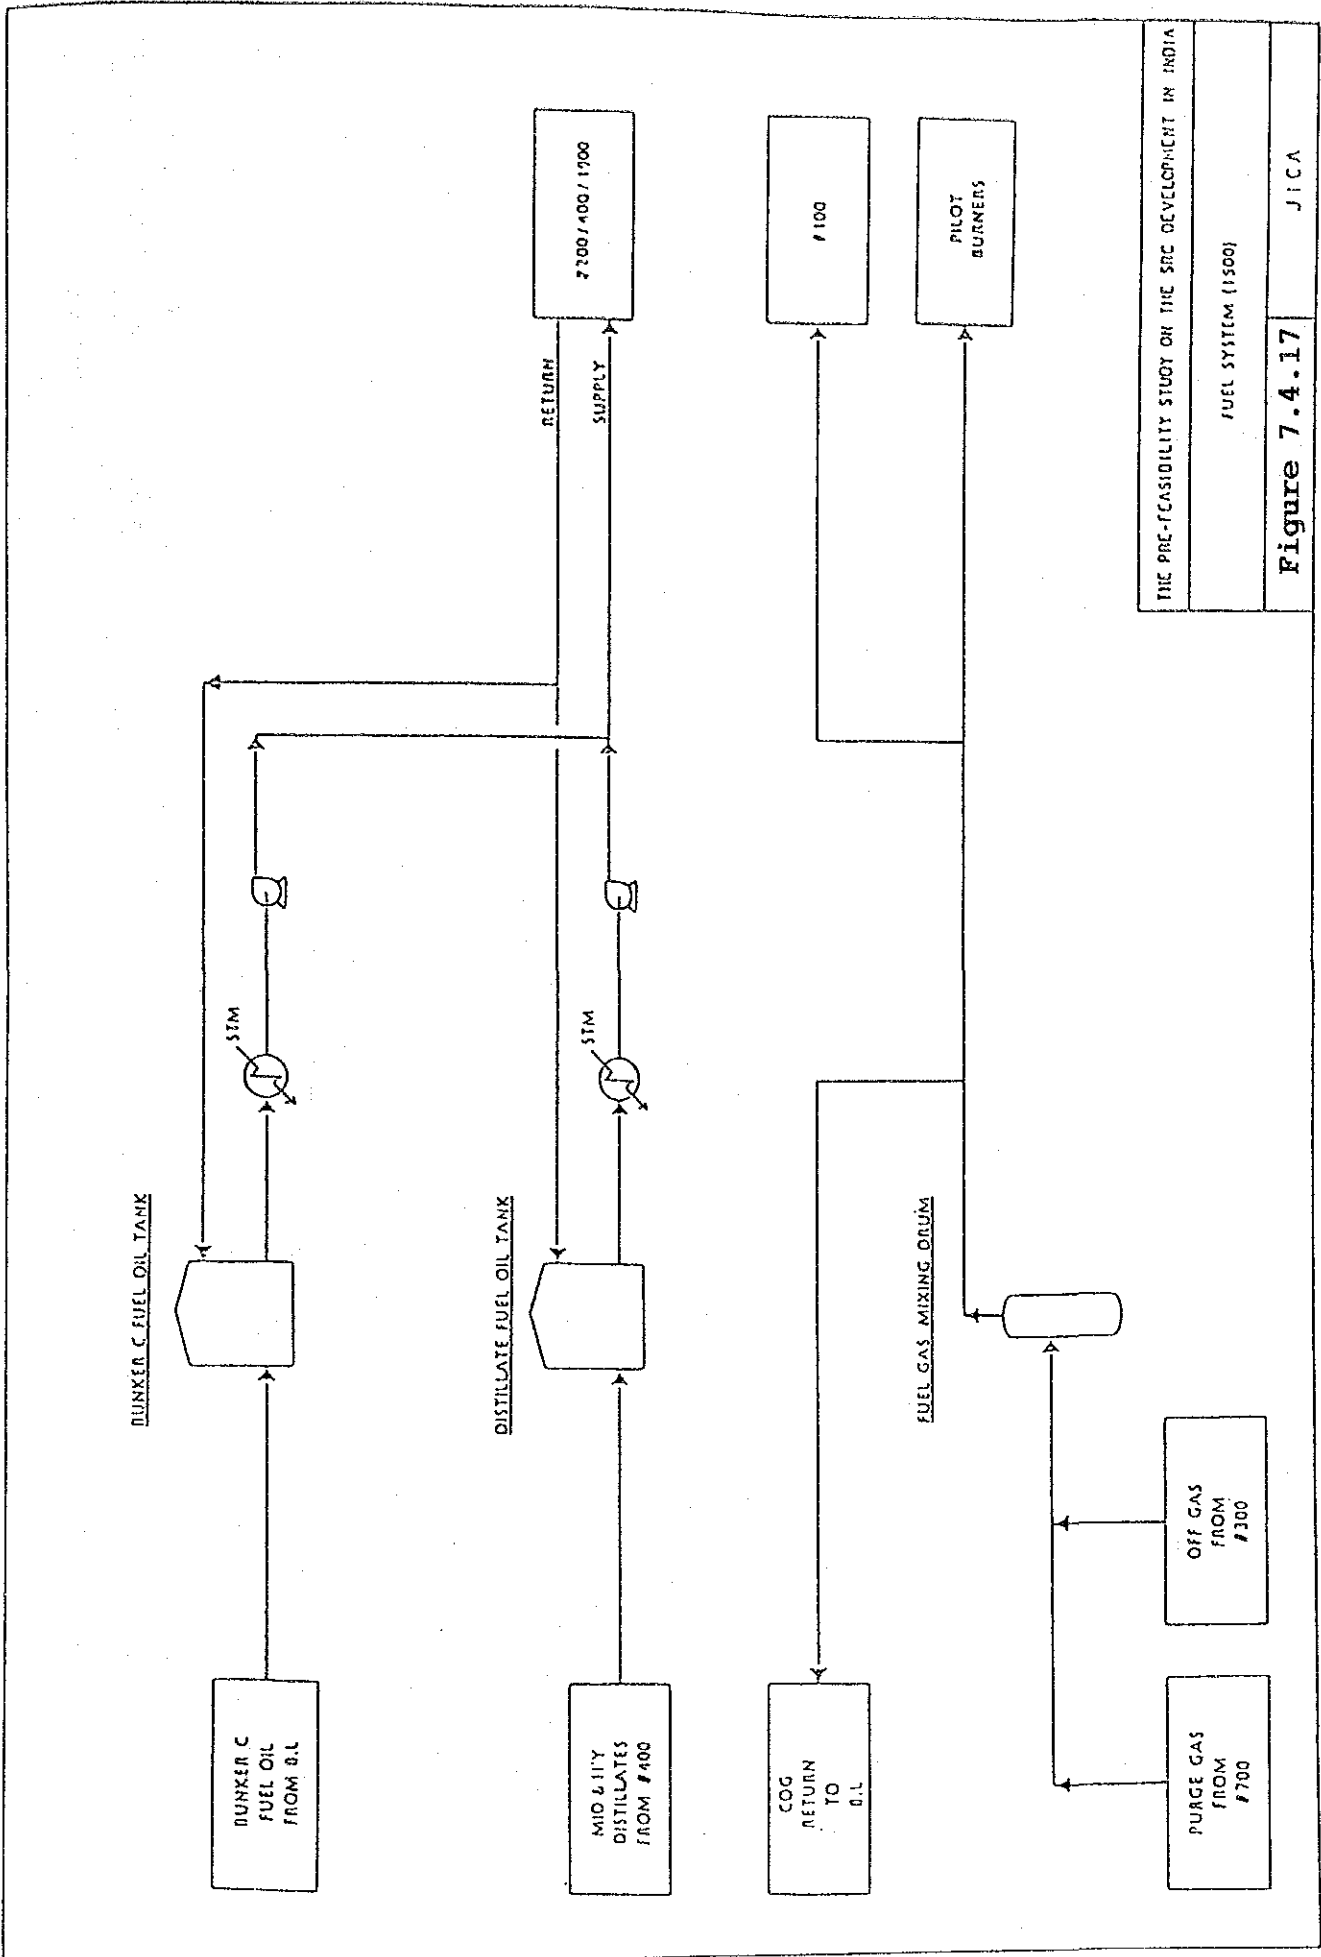 BUNKER C
FUEL OIL
FROM B.L
BUNKER C FUEL OIL TANK
STM
RETURN
SUPPLY
#200/400/1700
MID & H'Y
DISTILLATES
FROM #400
DISTILLATE FUEL OIL TANK
STM
COG
RETURN
TO
B.L
#100
PILOT
BURNERS
FUEL GAS MIXING DRUM
PURGE GAS
FROM
#700
OFF GAS
FROM
#300
THE PRE-FEASIBILITY STUDY ON THE SRC DEVELOPMENT IN INDIA
FUEL SYSTEM (1500)
Figure 7.4.17
JICA